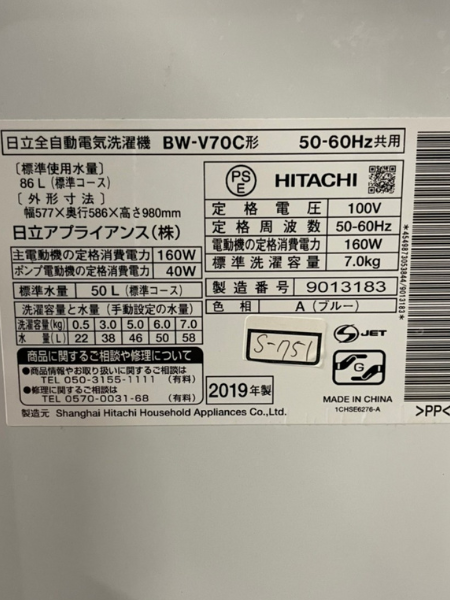 日立全自動電気洗濯機 BW-V70C形 50-60Hz共用
[標準使用水量]
86L (標準コース)
[外形寸法]
幅577×奥行586×高さ980mm
日立アプライアンス(株)
主電動機の定格消費電力 160W
ポンプ電動機の定格消費電力 40W
標準水量 50L (標準コース)
洗濯容量と水量 (手動設定の水量)
洗濯容量(kg) 0.5 3.0 4.5 6.0 7.0
水量(L) 22 38 46 50 58
商品に関するご相談や修理について
●商品情報やお取り扱いに関するご相談
TEL 050-3155-1111 (有料)
●修理に関するご相談
TEL 0570-0031-68 (有料)
製造元 Shanghai Hitachi Household Appliances Co.,Ltd.
PS
E
HITACHI
定格電圧 100V
定格周波数 50-60Hz
電動機の定格消費電力 160W
標準洗濯容量 7.0kg
製造番号 9013183
色相 A (ブルー)
S-751
S JET
G
2019年製
MADE IN CHINA
1CHSE6276-A
>PP<